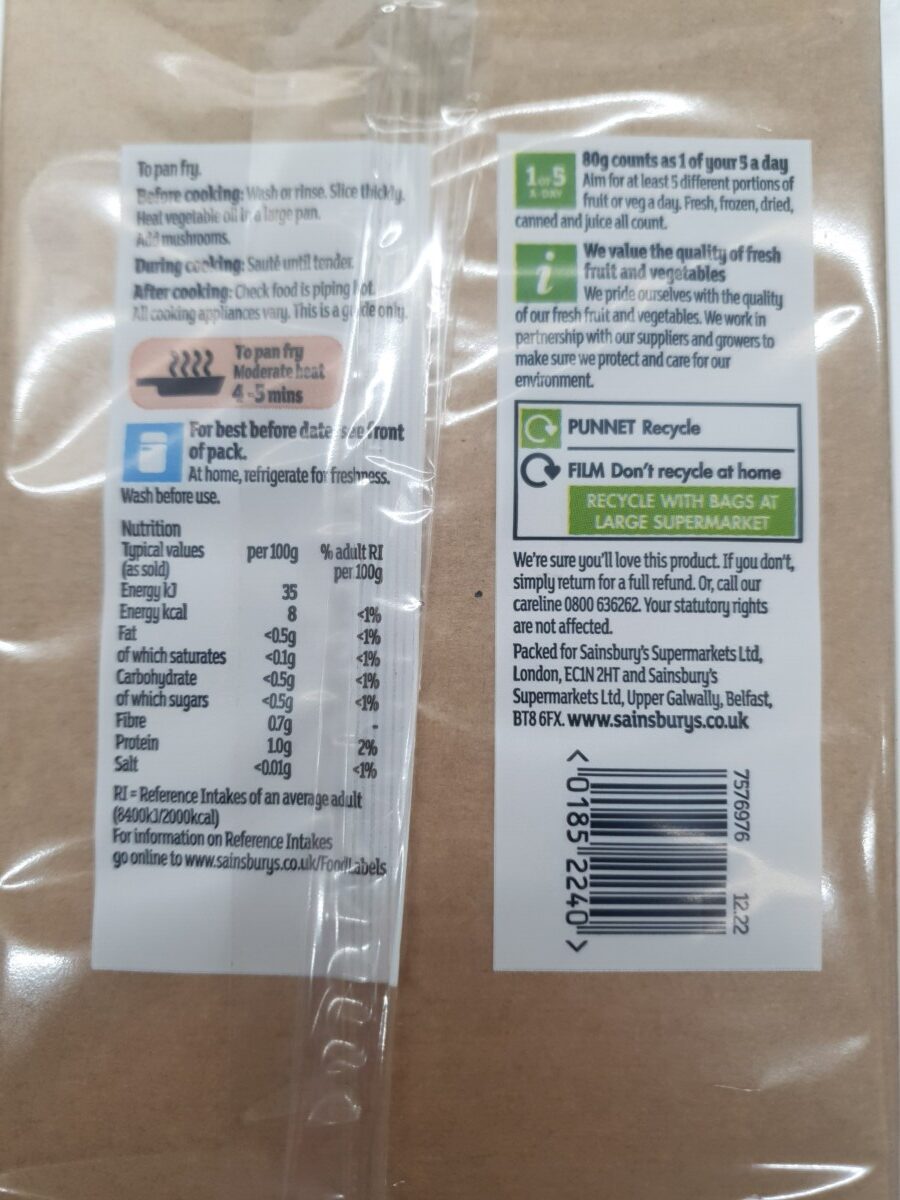 To pan fry.
Before cooking: Wash or rinse. Slice thickly.
Heat vegetable oil in a large pan.
Add mushrooms.
During cooking: Sauté until tender.
After cooking: Check food is piping hot.
All cooking appliances vary. This is a guide only.
To pan fry
Moderate heat
4-5 mins
For best before date see front
of pack.
At home, refrigerate for freshness.
Wash before use.
Nutrition
Typical values per 100g % adult RI
(as sold) per 100g
Energy kJ 35
Energy kcal 8 <1%
Fat <0.5g <1%
of which saturates <0.1g <1%
Carbohydrate <0.5g <1%
of which sugars <0.5g <1%
Fibre 0.7g -
Protein 1.0g 2%
Salt <0.01g <1%
RI = Reference Intakes of an average adult
(8400kJ/2000kcal)
For information on Reference Intakes
go online to www.sainsburys.co.uk/FoodLabels
1 OF 5
A-DAY
80g counts as 1 of your 5 a day
Aim for at least 5 different portions of
fruit or veg a day. Fresh, frozen, dried,
canned and juice all count.
i
We value the quality of fresh
fruit and vegetables
We pride ourselves with the quality
of our fresh fruit and vegetables. We work in
partnership with our suppliers and growers to
make sure we protect and care for our
environment.
PUNNET Recycle
FILM Don't recycle at home
RECYCLE WITH BAGS AT
LARGE SUPERMARKET
We're sure you'll love this product. If you don't,
simply return for a full refund. Or, call our
careline 0800 636262. Your statutory rights
are not affected.
Packed for Sainsbury's Supermarkets Ltd,
London, EC1N 2HT and Sainsbury's
Supermarkets Ltd, Upper Galwally, Belfast,
BT8 6FX. www.sainsburys.co.uk
7576976 12.22
<0185 2240>